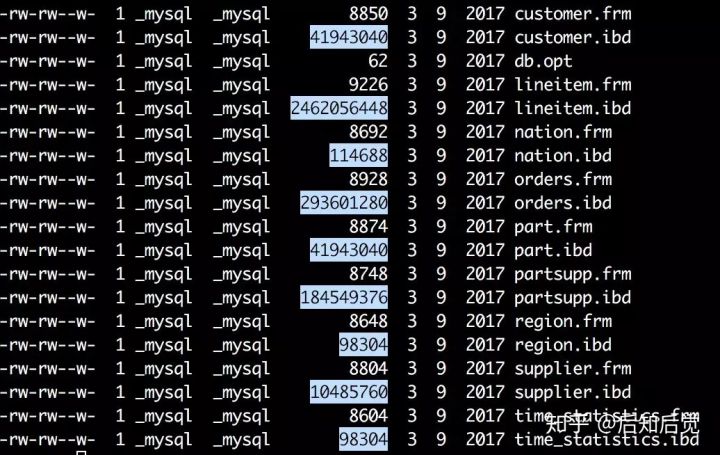 -rw-rw--w- 1 _mysql _mysql 8850 3 9 2017 customer.frm
-rw-rw--w- 1 _mysql _mysql 41943040 3 9 2017 customer.ibd
-rw-rw--w- 1 _mysql _mysql 62 3 9 2017 db.opt
-rw-rw--w- 1 _mysql _mysql 9226 3 9 2017 lineitem.frm
-rw-rw--w- 1 _mysql _mysql 2462056448 3 9 2017 lineitem.ibd
-rw-rw--w- 1 _mysql _mysql 8692 3 9 2017 nation.frm
-rw-rw--w- 1 _mysql _mysql 114688 3 9 2017 nation.ibd
-rw-rw--w- 1 _mysql _mysql 8928 3 9 2017 orders.frm
-rw-rw--w- 1 _mysql _mysql 293601280 3 9 2017 orders.ibd
-rw-rw--w- 1 _mysql _mysql 8874 3 9 2017 part.frm
-rw-rw--w- 1 _mysql _mysql 41943040 3 9 2017 part.ibd
-rw-rw--w- 1 _mysql _mysql 8748 3 9 2017 partsupp.frm
-rw-rw--w- 1 _mysql _mysql 184549376 3 9 2017 partsupp.ibd
-rw-rw--w- 1 _mysql _mysql 8648 3 9 2017 region.frm
-rw-rw--w- 1 _mysql _mysql 98304 3 9 2017 region.ibd
-rw-rw--w- 1 _mysql _mysql 8804 3 9 2017 supplier.frm
-rw-rw--w- 1 _mysql _mysql 10485760 3 9 2017 supplier.ibd
-rw-rw--w- 1 _mysql _mysql 8604 3 9 2017 time_statistics.frm
-rw-rw--w- 1 _mysql _mysql 98304 3 9 2017 time_statistics.ibd
知乎 @后知后觉